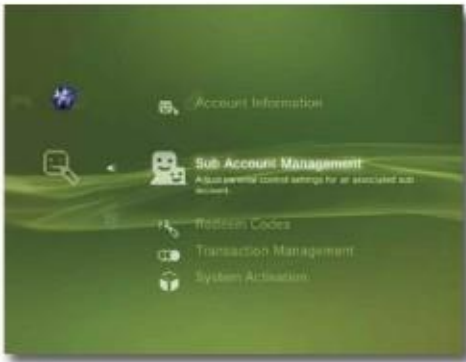 Account Information
Sub Account Management
Adjust parental control settings for an associated sub
account.
Redeem Codes
Transaction Management
System Activation